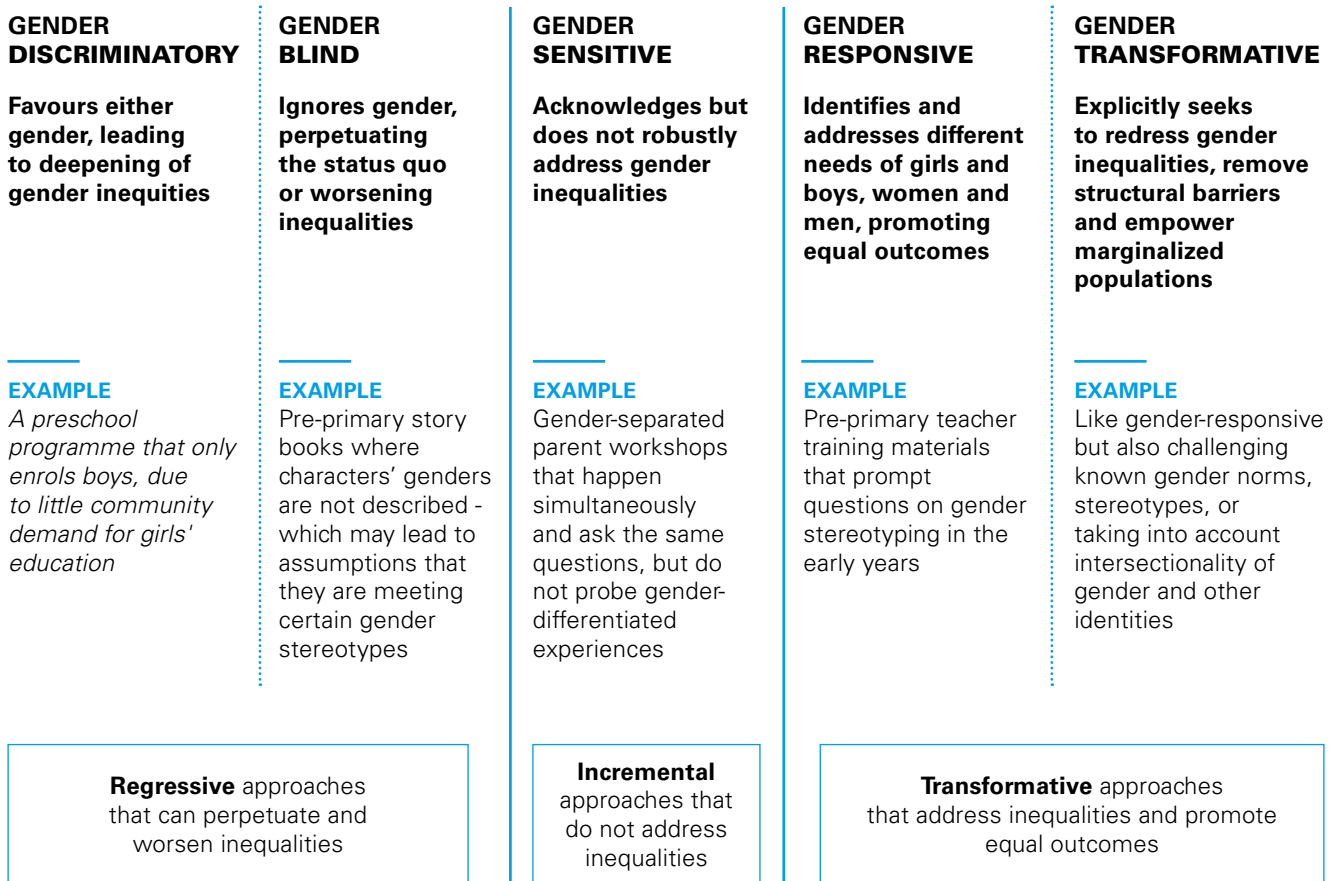 GENDER
DISCRIMINATORY
Favours either
gender, leading
to deepening of
gender inequities
EXAMPLE
A preschool
programme that only
enrols boys, due
to little community
demand for girls'
education
GENDER
BLIND
Ignores gender,
perpetuating
the status quo
or worsening
inequalities
EXAMPLE
Pre-primary story
books where
characters’ genders
are not described -
which may lead to
assumptions that
they are meeting
certain gender
stereotypes
GENDER
SENSITIVE
Acknowledges but
does not robustly
address gender
inequalities
EXAMPLE
Gender-separated
parent workshops
that happen
simultaneously
and ask the same
questions, but do
not probe gender-
differentiated
experiences
GENDER
RESPONSIVE
Identifies and
addresses different
needs of girls and
boys, women and
men, promoting
equal outcomes
EXAMPLE
Pre-primary teacher
training materials
that prompt
questions on gender
stereotyping in the
early years
GENDER
TRANSFORMATIVE
Explicitly seeks
to redress gender
inequalities, remove
structural barriers
and empower
marginalized
populations
EXAMPLE
Like gender-responsive
but also challenging
known gender norms,
stereotypes, or
taking into account
intersectionality of
gender and other
identities
Regressive approaches
that can perpetuate and
worsen inequalities
Incremental
approaches that
do not address
inequalities
Transformative approaches
that address inequalities and promote
equal outcomes